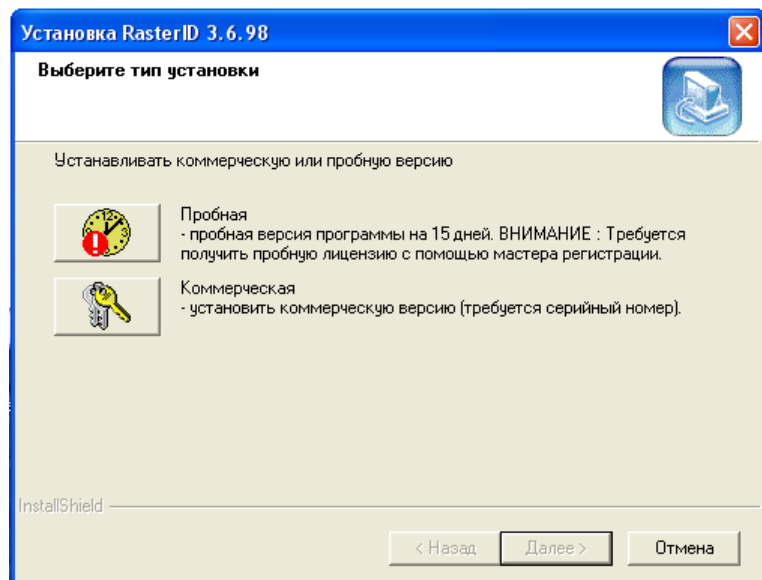 Установка RasterID 3.6.98
Выберите тип установки
Устанавливать коммерческую или пробную версию
Пробная
- пробная версия программы на 15 дней. ВНИМАНИЕ : Требуется
получить пробную лицензию с помощью мастера регистрации.
Коммерческая
- установить коммерческую версию (требуется серийный номер).
InstallShield
< Назад
Далее >
Отмена